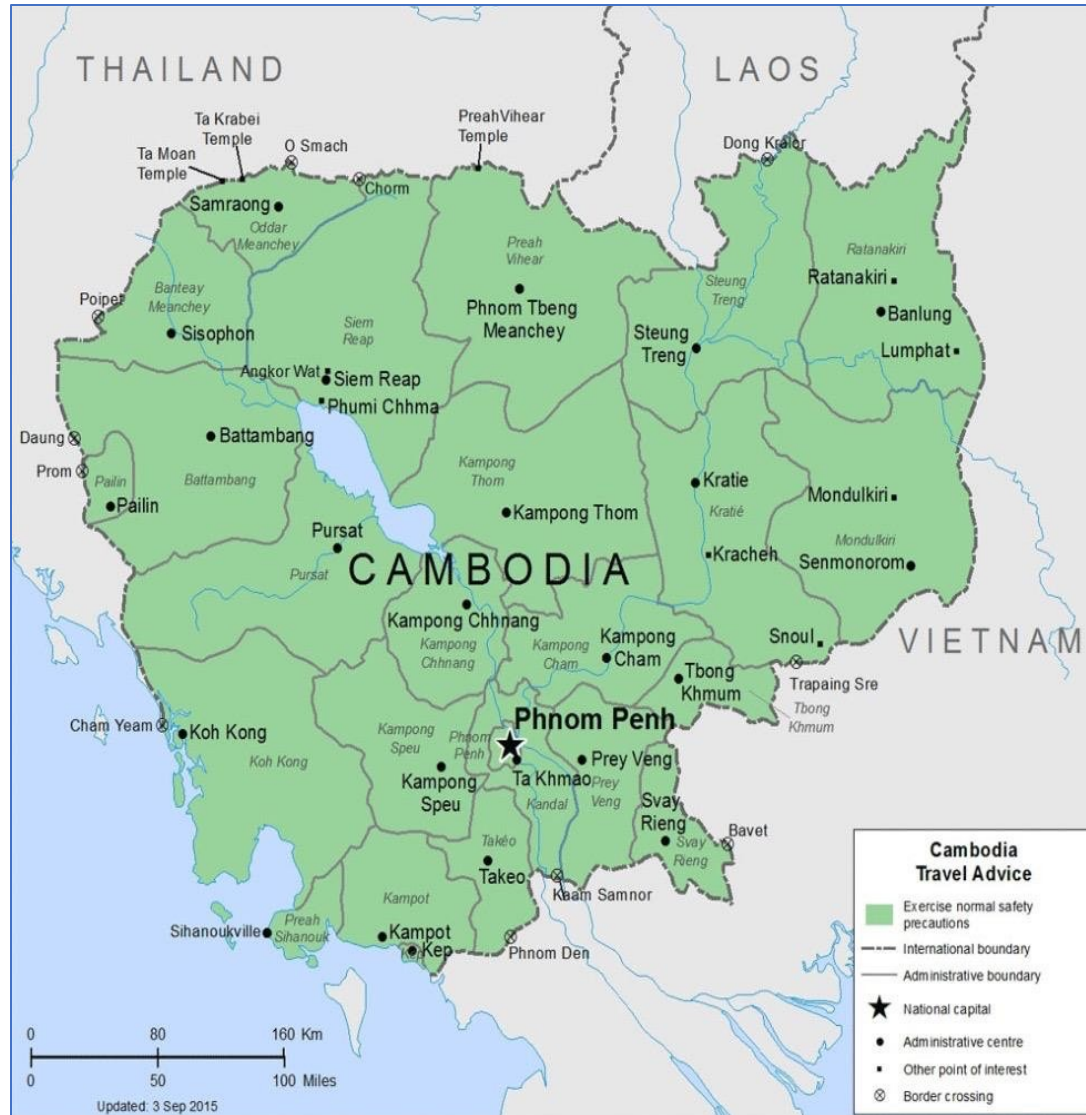 THAILAND
LAOS
Ta Krabei
Temple
O Smach
Preah Vihear
Temple
Ta Moan
Temple
Dong Kralor
Chorm
Samraong
Oddar
Meanchey
Preah
Vihear
Ratanakiri
Ratanakiri
Steung
Treng
Banteay
Meanchey
Phnom Tbeng
Meanchey
Banlung
Poipet
Sisophon
Siem
Reap
Steung
Treng
Lumphat
Angkor Wat
Siem Reap
Phumi Chhma
Daung
Battambang
Prom
Pailin
Battambang
Kampong
Thom
Kratie
Mondulkiri
Pailin
Kampong Thom
Kratié
Pursat
Mondulkiri
Kracheh
Senmonorom
Pursat
CAMBODIA
Kampong Chhnang
Kampong
Chhnang
Kampong
Cham
Kampong
Cham
Snoul
VIETNAM
Tbong
Khmum
Trapaing Sre
Tbong
Khmum
Cham Yeam
Koh Kong
Koh Kong
Kampong
Speu
Phnom
Penh
Phnom Penh
Kampong
Speu
Ta Khmao
Prey Veng
Kandal
Prey
Veng
Svay
Rieng
Svay
Rieng
Bavet
Takéo
Takeo
Kaam Samnor
Kampot
Preah
Sihanouk
Sihanoukville
Kampot
Kep
Kep
Phnom Den
0 80 160 Km
0 50 100 Miles
Updated: 3 Sep 2015
Cambodia
Travel Advice
Exercise normal safety
precautions
International boundary
Administrative boundary
National capital
Administrative centre
Other point of interest
Border crossing